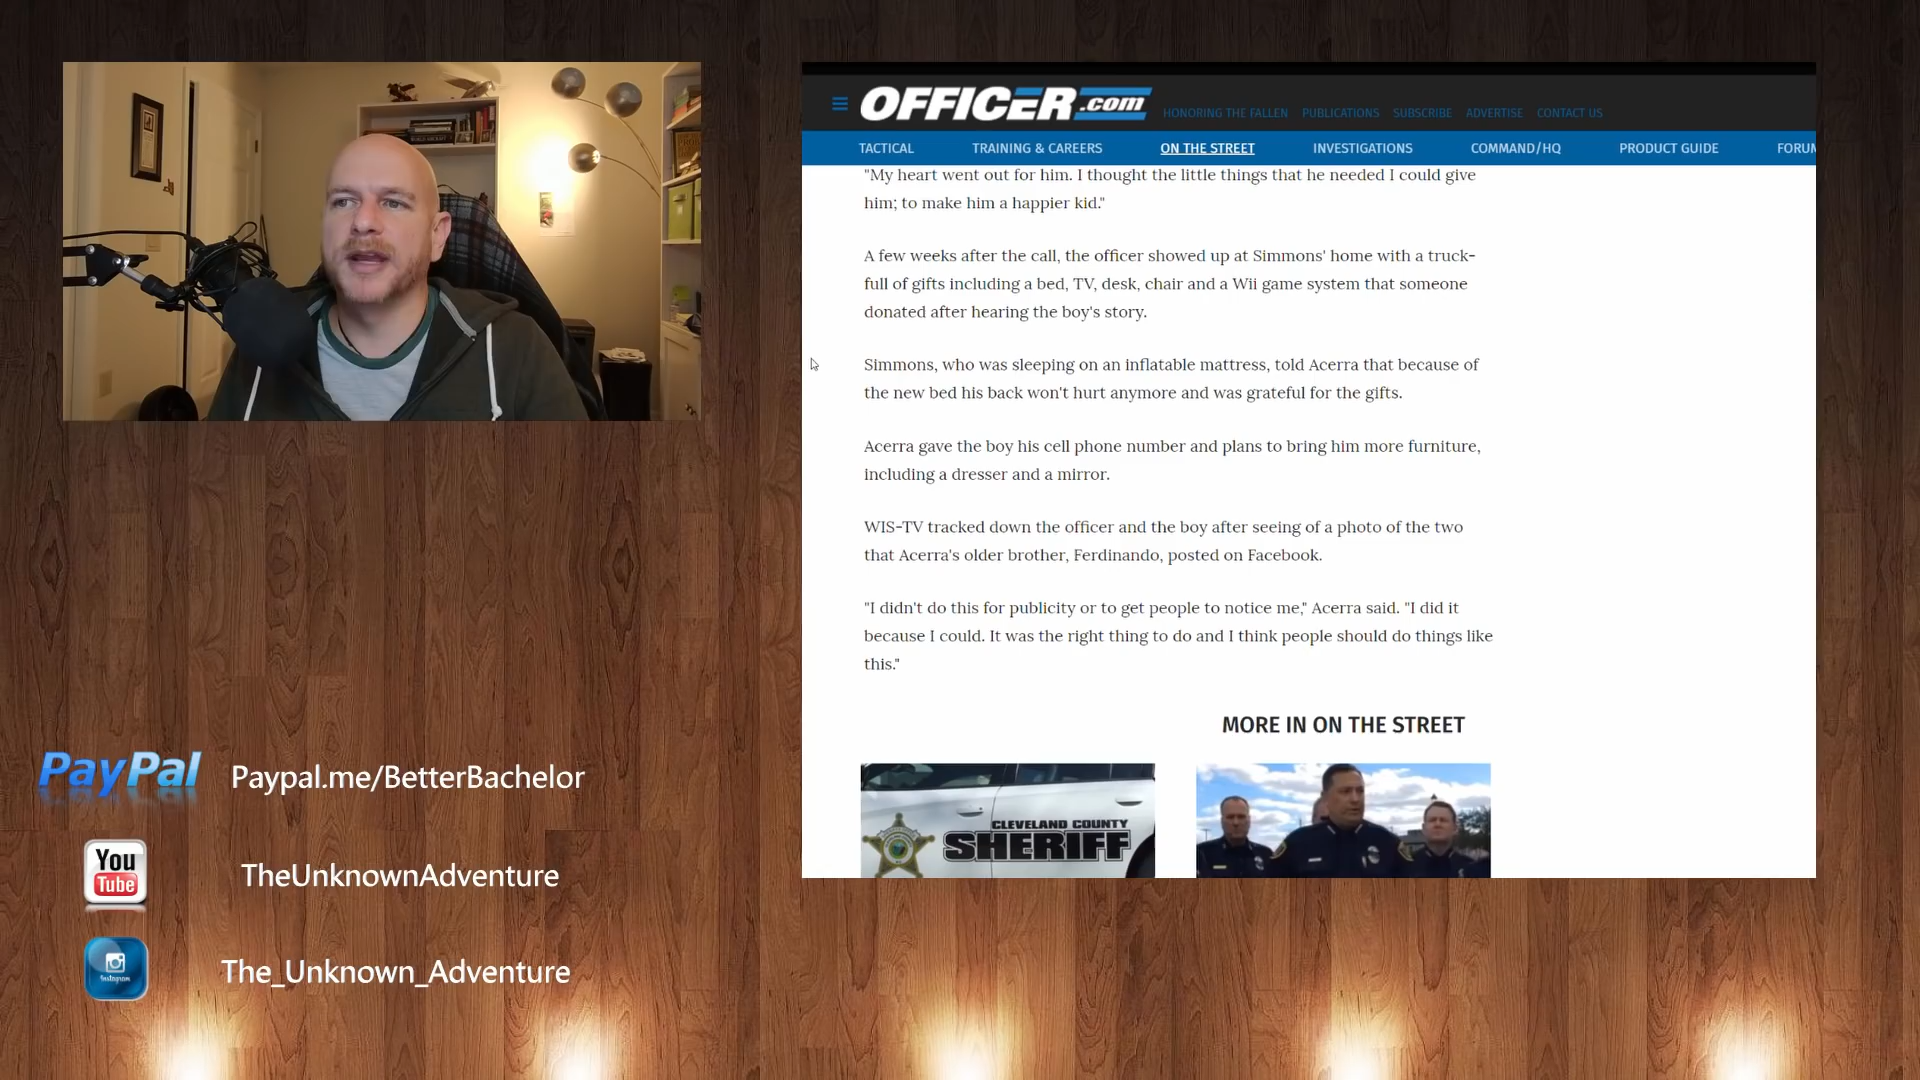 OFFICER.com
HONORING THE FALLEN PUBLICATIONS SUBSCRIBE ADVERTISE CONTACT US
TACTICAL TRAINING & CAREERS ON THE STREET INVESTIGATIONS COMMAND/HQ PRODUCT GUIDE FORUM
"My heart went out for him. I thought the little things that he needed I could give
him; to make him a happier kid."
A few weeks after the call, the officer showed up at Simmons' home with a truck-
full of gifts including a bed, TV, desk, chair and a Wii game system that someone
donated after hearing the boy's story.
Simmons, who was sleeping on an inflatable mattress, told Acerra that because of
the new bed his back won't hurt anymore and was grateful for the gifts.
Acerra gave the boy his cell phone number and plans to bring him more furniture,
including a dresser and a mirror.
WIS-TV tracked down the officer and the boy after seeing of a photo of the two
that Acerra's older brother, Ferdinando, posted on Facebook.
"I didn't do this for publicity or to get people to notice me," Acerra said. "I did it
because I could. It was the right thing to do and I think people should do things like
this."
MORE IN ON THE STREET
CLEVELAND COUNTY
SHERIFF
PayPal Paypal.me/BetterBachelor
You
Tube
TheUnknownAdventure
Instagram
The_Unknown_Adventure